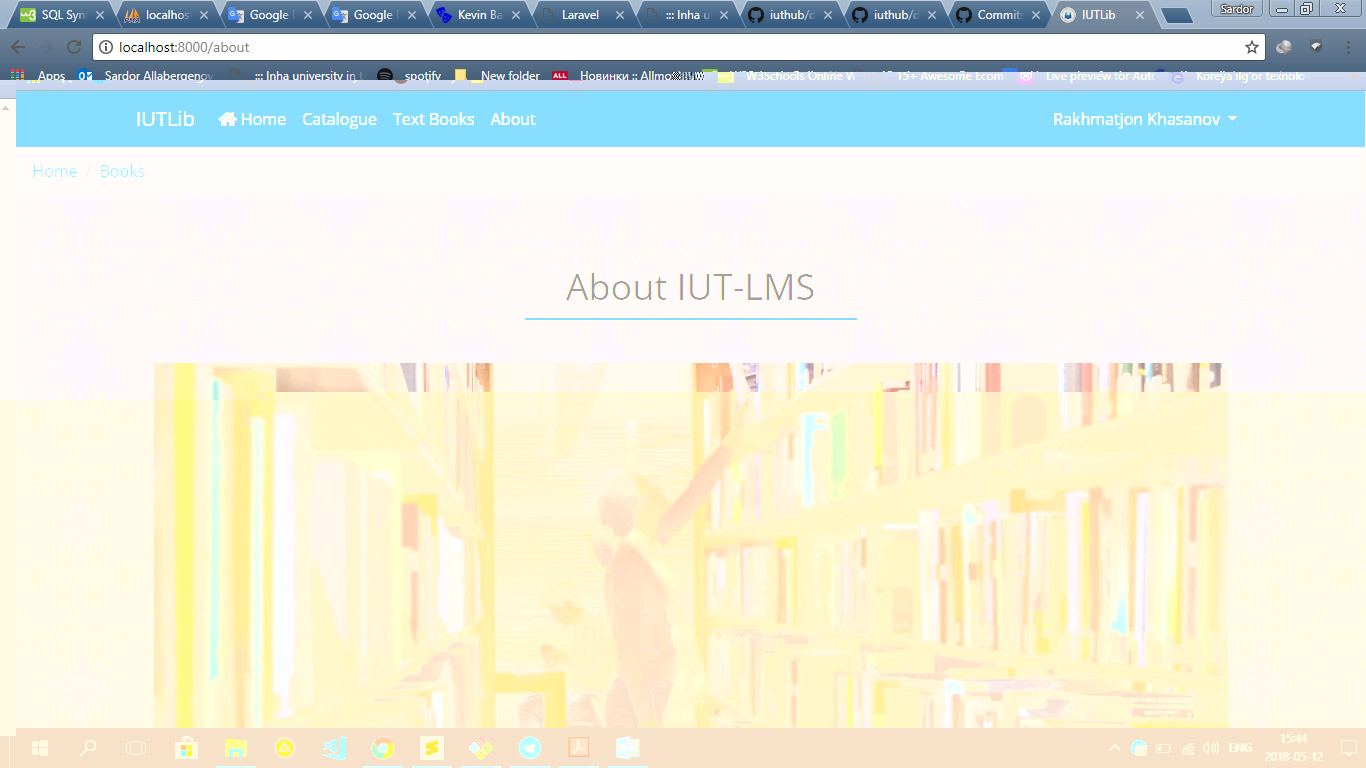 SQL Syn localhos Google Google Kevin Ba Laravel ::: Inha u iuthub/d iuthub/d Commits IUTLib Sardor
localhost:8000/about
Apps Sardor Allabergenov ::: Inha university in t spotify New folder ALL Новинки :: Allmo W3Schools Online W 15+ Awesome Ecom Live preview for Aut Koreya ilg'or texnolo
IUTLib Home Catalogue Text Books About Rakhmatjon Khasanov
Home / Books
About IUT-LMS
ENG 15:44
2018-05-12